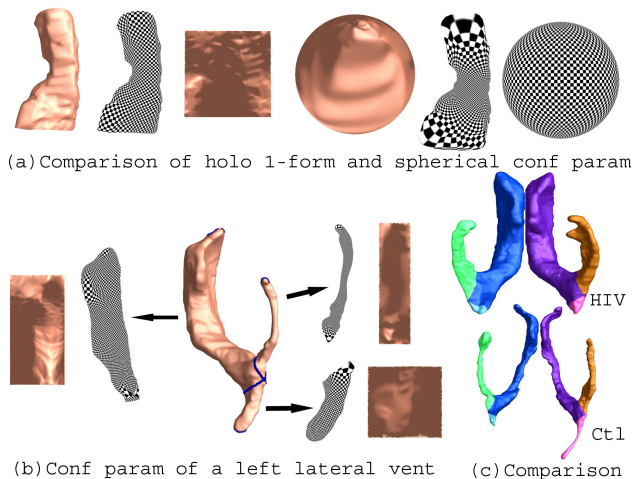 (a)Comparison of holo 1-form and spherical conf param
HIV
Ctl
(b)Conf param of a left lateral vent
(c)Comparison